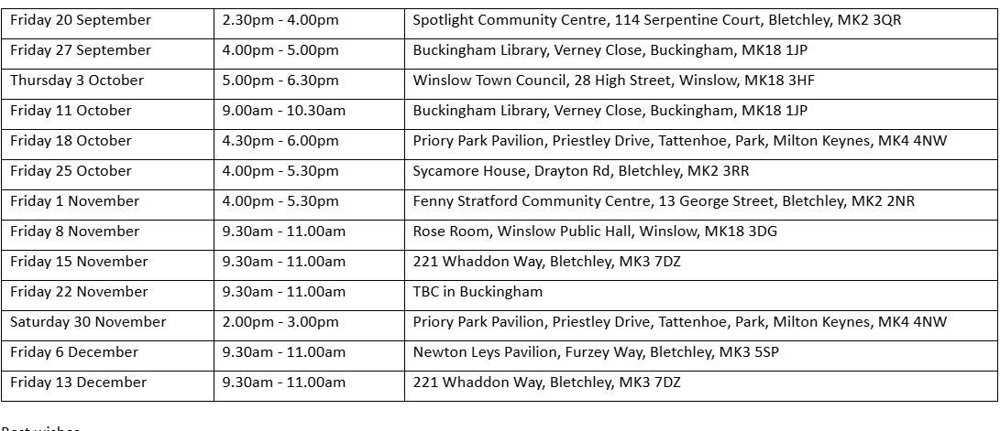 Friday 20 September 2.30pm - 4.00pm Spotlight Community Centre, 114 Serpentine Court, Bletchley, MK2 3QR
Friday 27 September 4.00pm - 5.00pm Buckingham Library, Verney Close, Buckingham, MK18 1JP
Thursday 3 October 5.00pm - 6.30pm Winslow Town Council, 28 High Street, Winslow, MK18 3HF
Friday 11 October 9.00am - 10.30am Buckingham Library, Verney Close, Buckingham, MK18 1JP
Friday 18 October 4.30pm - 6.00pm Priory Park Pavilion, Priestley Drive, Tattenhoe, Park, Milton Keynes, MK4 4NW
Friday 25 October 4.00pm - 5.30pm Sycamore House, Drayton Rd, Bletchley, MK2 3RR
Friday 1 November 4.00pm - 5.30pm Fenny Stratford Community Centre, 13 George Street, Bletchley, MK2 2NR
Friday 8 November 9.30am - 11.00am Rose Room, Winslow Public Hall, Winslow, MK18 3DG
Friday 15 November 9.30am - 11.00am 221 Whaddon Way, Bletchley, MK3 7DZ
Friday 22 November 9.30am - 11.00am TBC in Buckingham
Saturday 30 November 2.00pm - 3.00pm Priory Park Pavilion, Priestley Drive, Tattenhoe, Park, Milton Keynes, MK4 4NW
Friday 6 December 9.30am - 11.00am Newton Leys Pavilion, Furzey Way, Bletchley, MK3 5SP
Friday 13 December 9.30am - 11.00am 221 Whaddon Way, Bletchley, MK3 7DZ
Best wishes